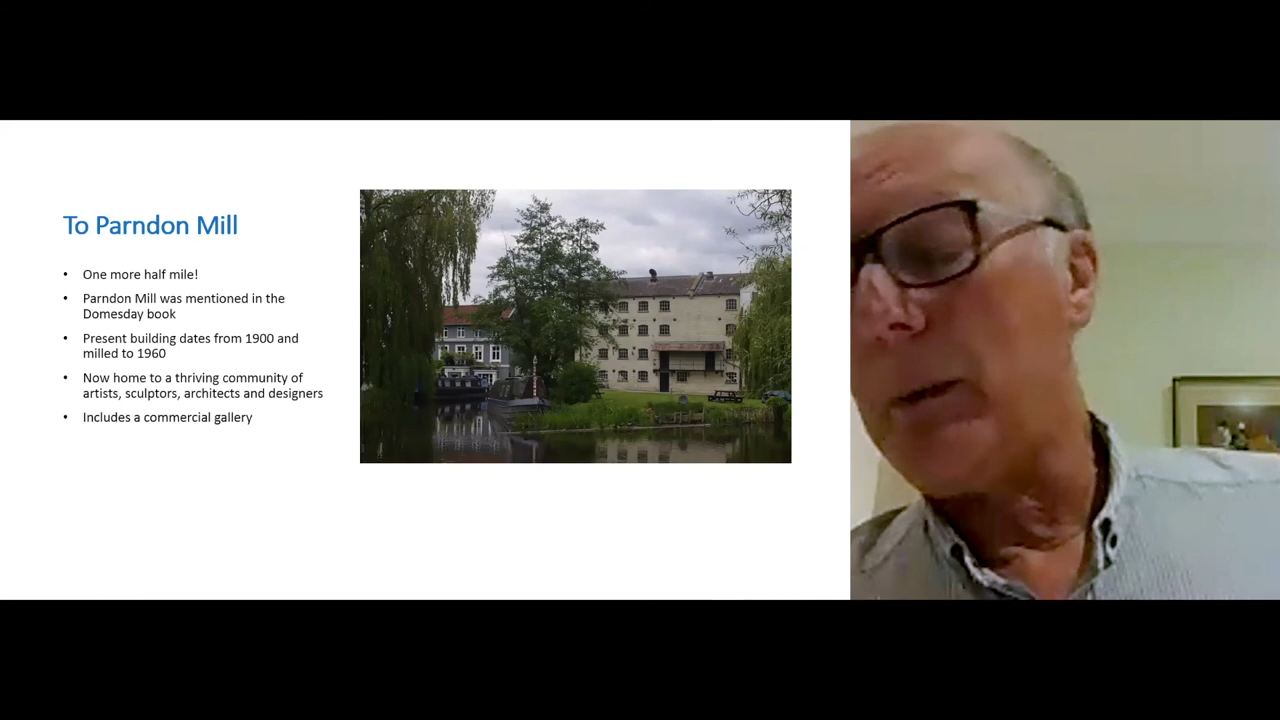 To Parndon Mill
• One more half mile!
• Parndon Mill was mentioned in the
Domesday book
• Present building dates from 1900 and
milled to 1960
• Now home to a thriving community of
artists, sculptors, architects and designers
• Includes a commercial gallery